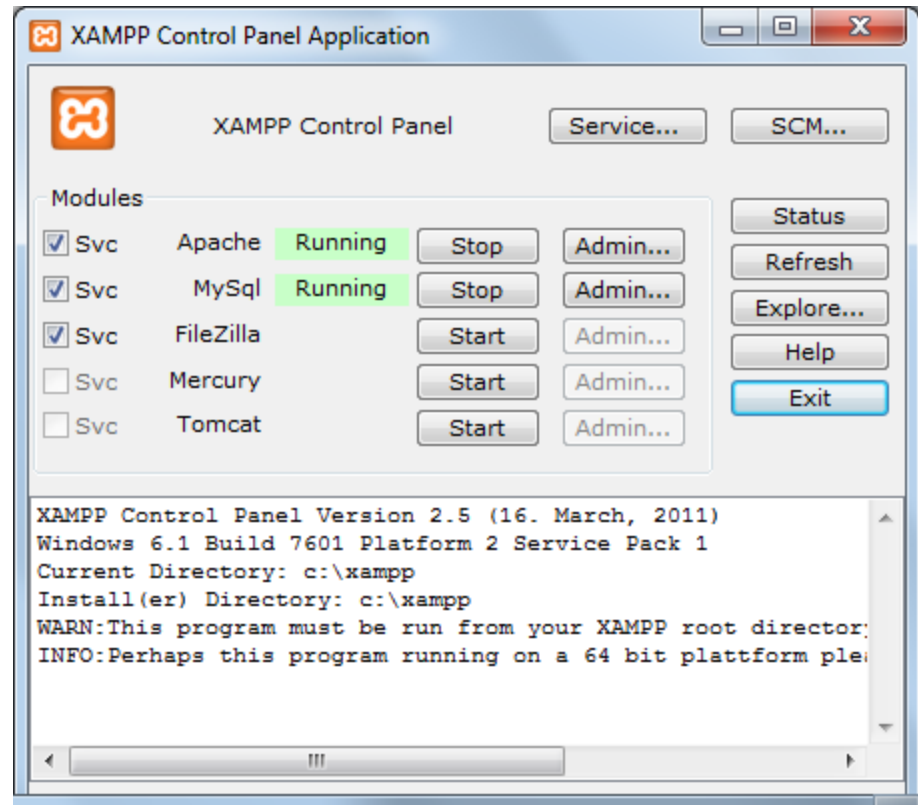 XAMPP Control Panel Application
XAMPP Control Panel Service... SCM...
Modules
Svc Apache Running Stop Admin...
Svc MySql Running Stop Admin...
Svc FileZilla Start Admin...
Svc Mercury Start Admin...
Svc Tomcat Start Admin...
Status
Refresh
Explore...
Help
Exit
XAMPP Control Panel Version 2.5 (16. March, 2011)
Windows 6.1 Build 7601 Platform 2 Service Pack 1
Current Directory: c:\xampp
Install(er) Directory: c:\xampp
WARN:This program must be run from your XAMPP root
INFO:Perhaps this program running on a 64 bit plattform